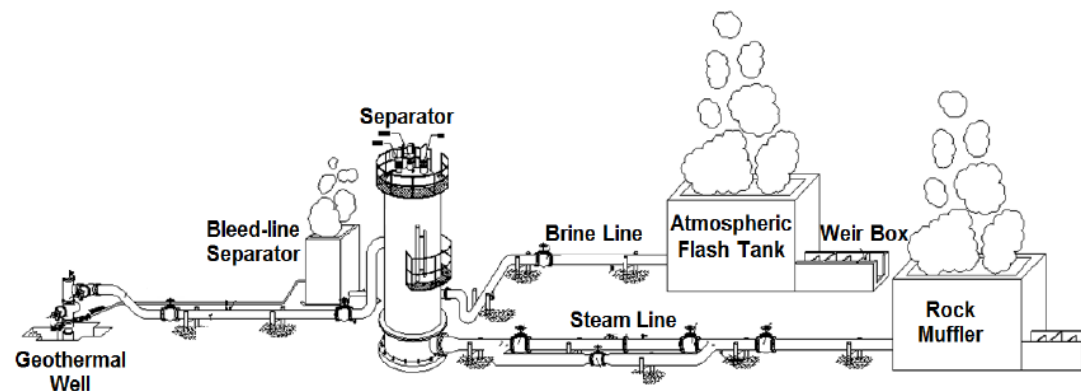 Separator
Bleed-line
Separator
Brine Line
Atmospheric
Flash Tank
Weir Box
Steam Line
Rock
Muffler
Geothermal
Well